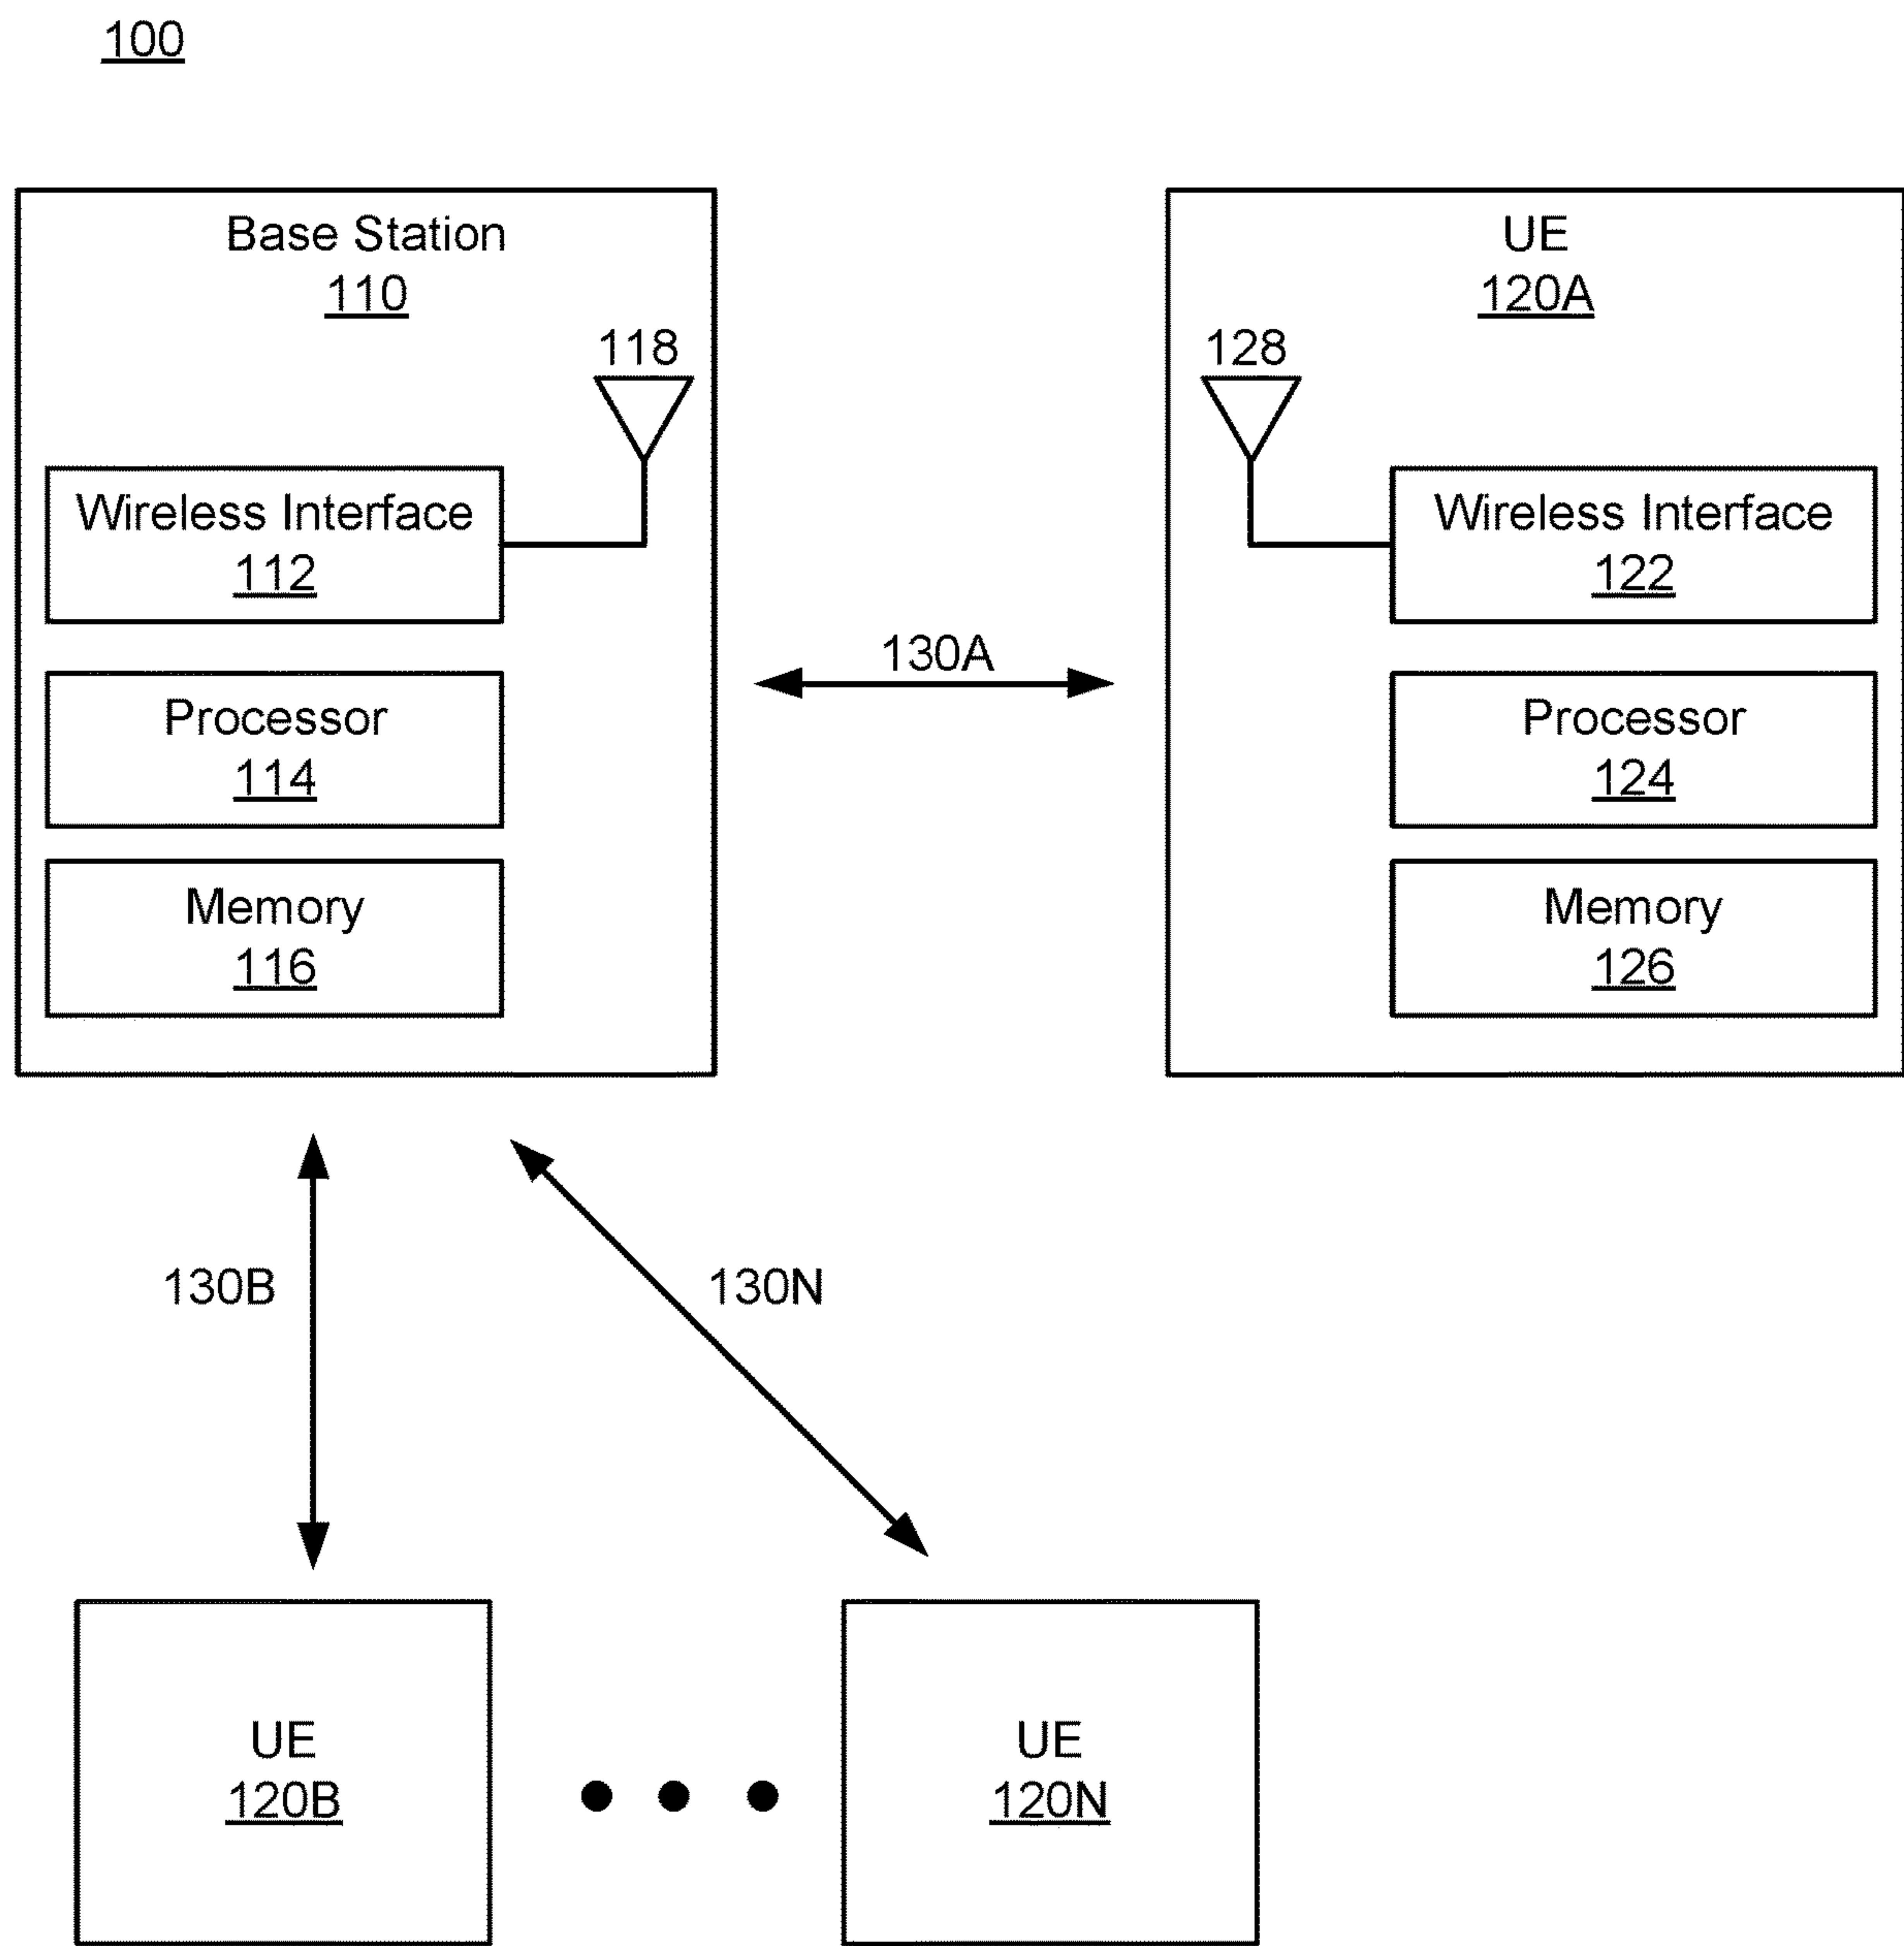 100
Base Station
110
118
Wireless Interface
112
Processor
114
Memory
116
130A
UE
120A
128
Wireless Interface
122
Processor
124
Memory
126
130B
130N
UE
120B
UE
120N